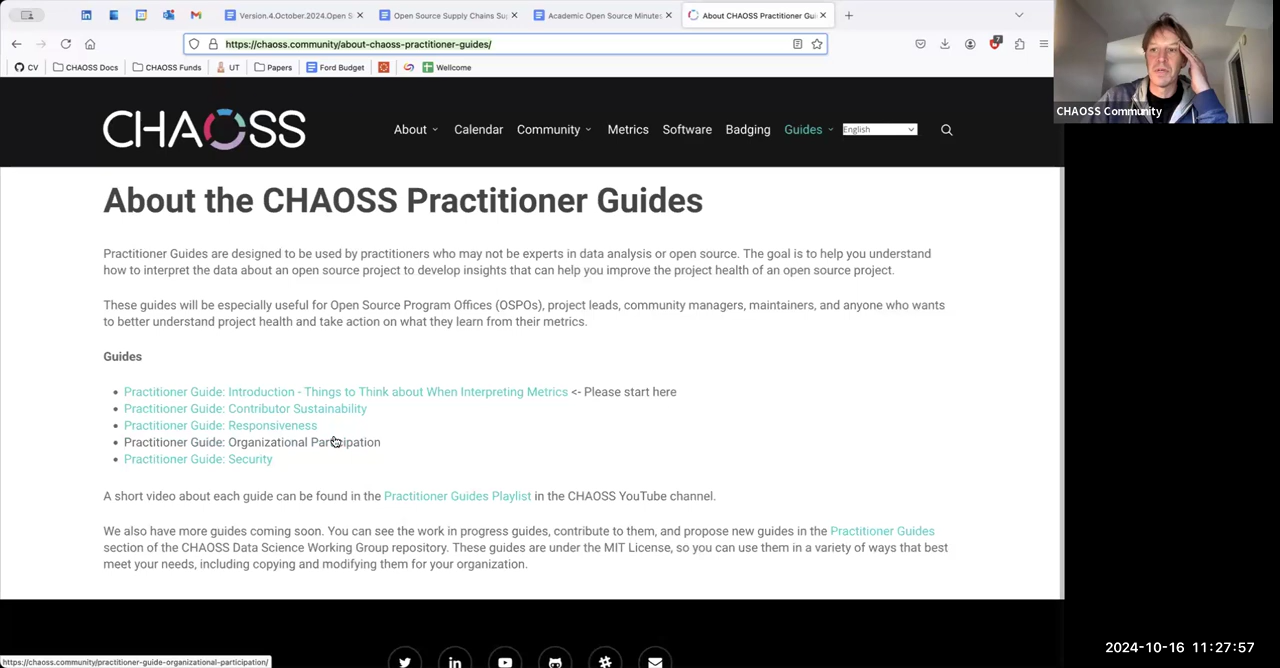 Version.4.October.2024.Open S
Open Source Supply Chains Su
Academic Open Source Minute
About CHAOSS Practitioner Gui
https://chaoss.community/about-chaoss-practitioner-guides/
7
CV
CHAOSS Docs
CHAOSS Funds
UT
Papers
Ford Budget
Wellcome
CHAOSS Community
CHAOSS
About
Calendar
Community
Metrics
Software
Badging
Guides
English
About the CHAOSS Practitioner Guides
Practitioner Guides are designed to be used by practitioners who may not be experts in data analysis or open source. The goal is to help you understand
how to interpret the data about an open source project to develop insights that can help you improve the project health of an open source project.
These guides will be especially useful for Open Source Program Offices (OSPOs), project leads, community managers, maintainers, and anyone who wants
to better understand project health and take action on what they learn from their metrics.
Guides
• Practitioner Guide: Introduction - Things to Think about When Interpreting Metrics <- Please start here
• Practitioner Guide: Contributor Sustainability
• Practitioner Guide: Responsiveness
• Practitioner Guide: Organizational Participation
• Practitioner Guide: Security
A short video about each guide can be found in the Practitioner Guides Playlist in the CHAOSS YouTube channel.
We also have more guides coming soon. You can see the work in progress guides, contribute to them, and propose new guides in the Practitioner Guides
section of the CHAOSS Data Science Working Group repository. These guides are under the MIT License, so you can use them in a variety of ways that best
meet your needs, including copying and modifying them for your organization.
https://chaoss.community/practitioner-guide-organizational-participation/
2024-10-16 11:27:57